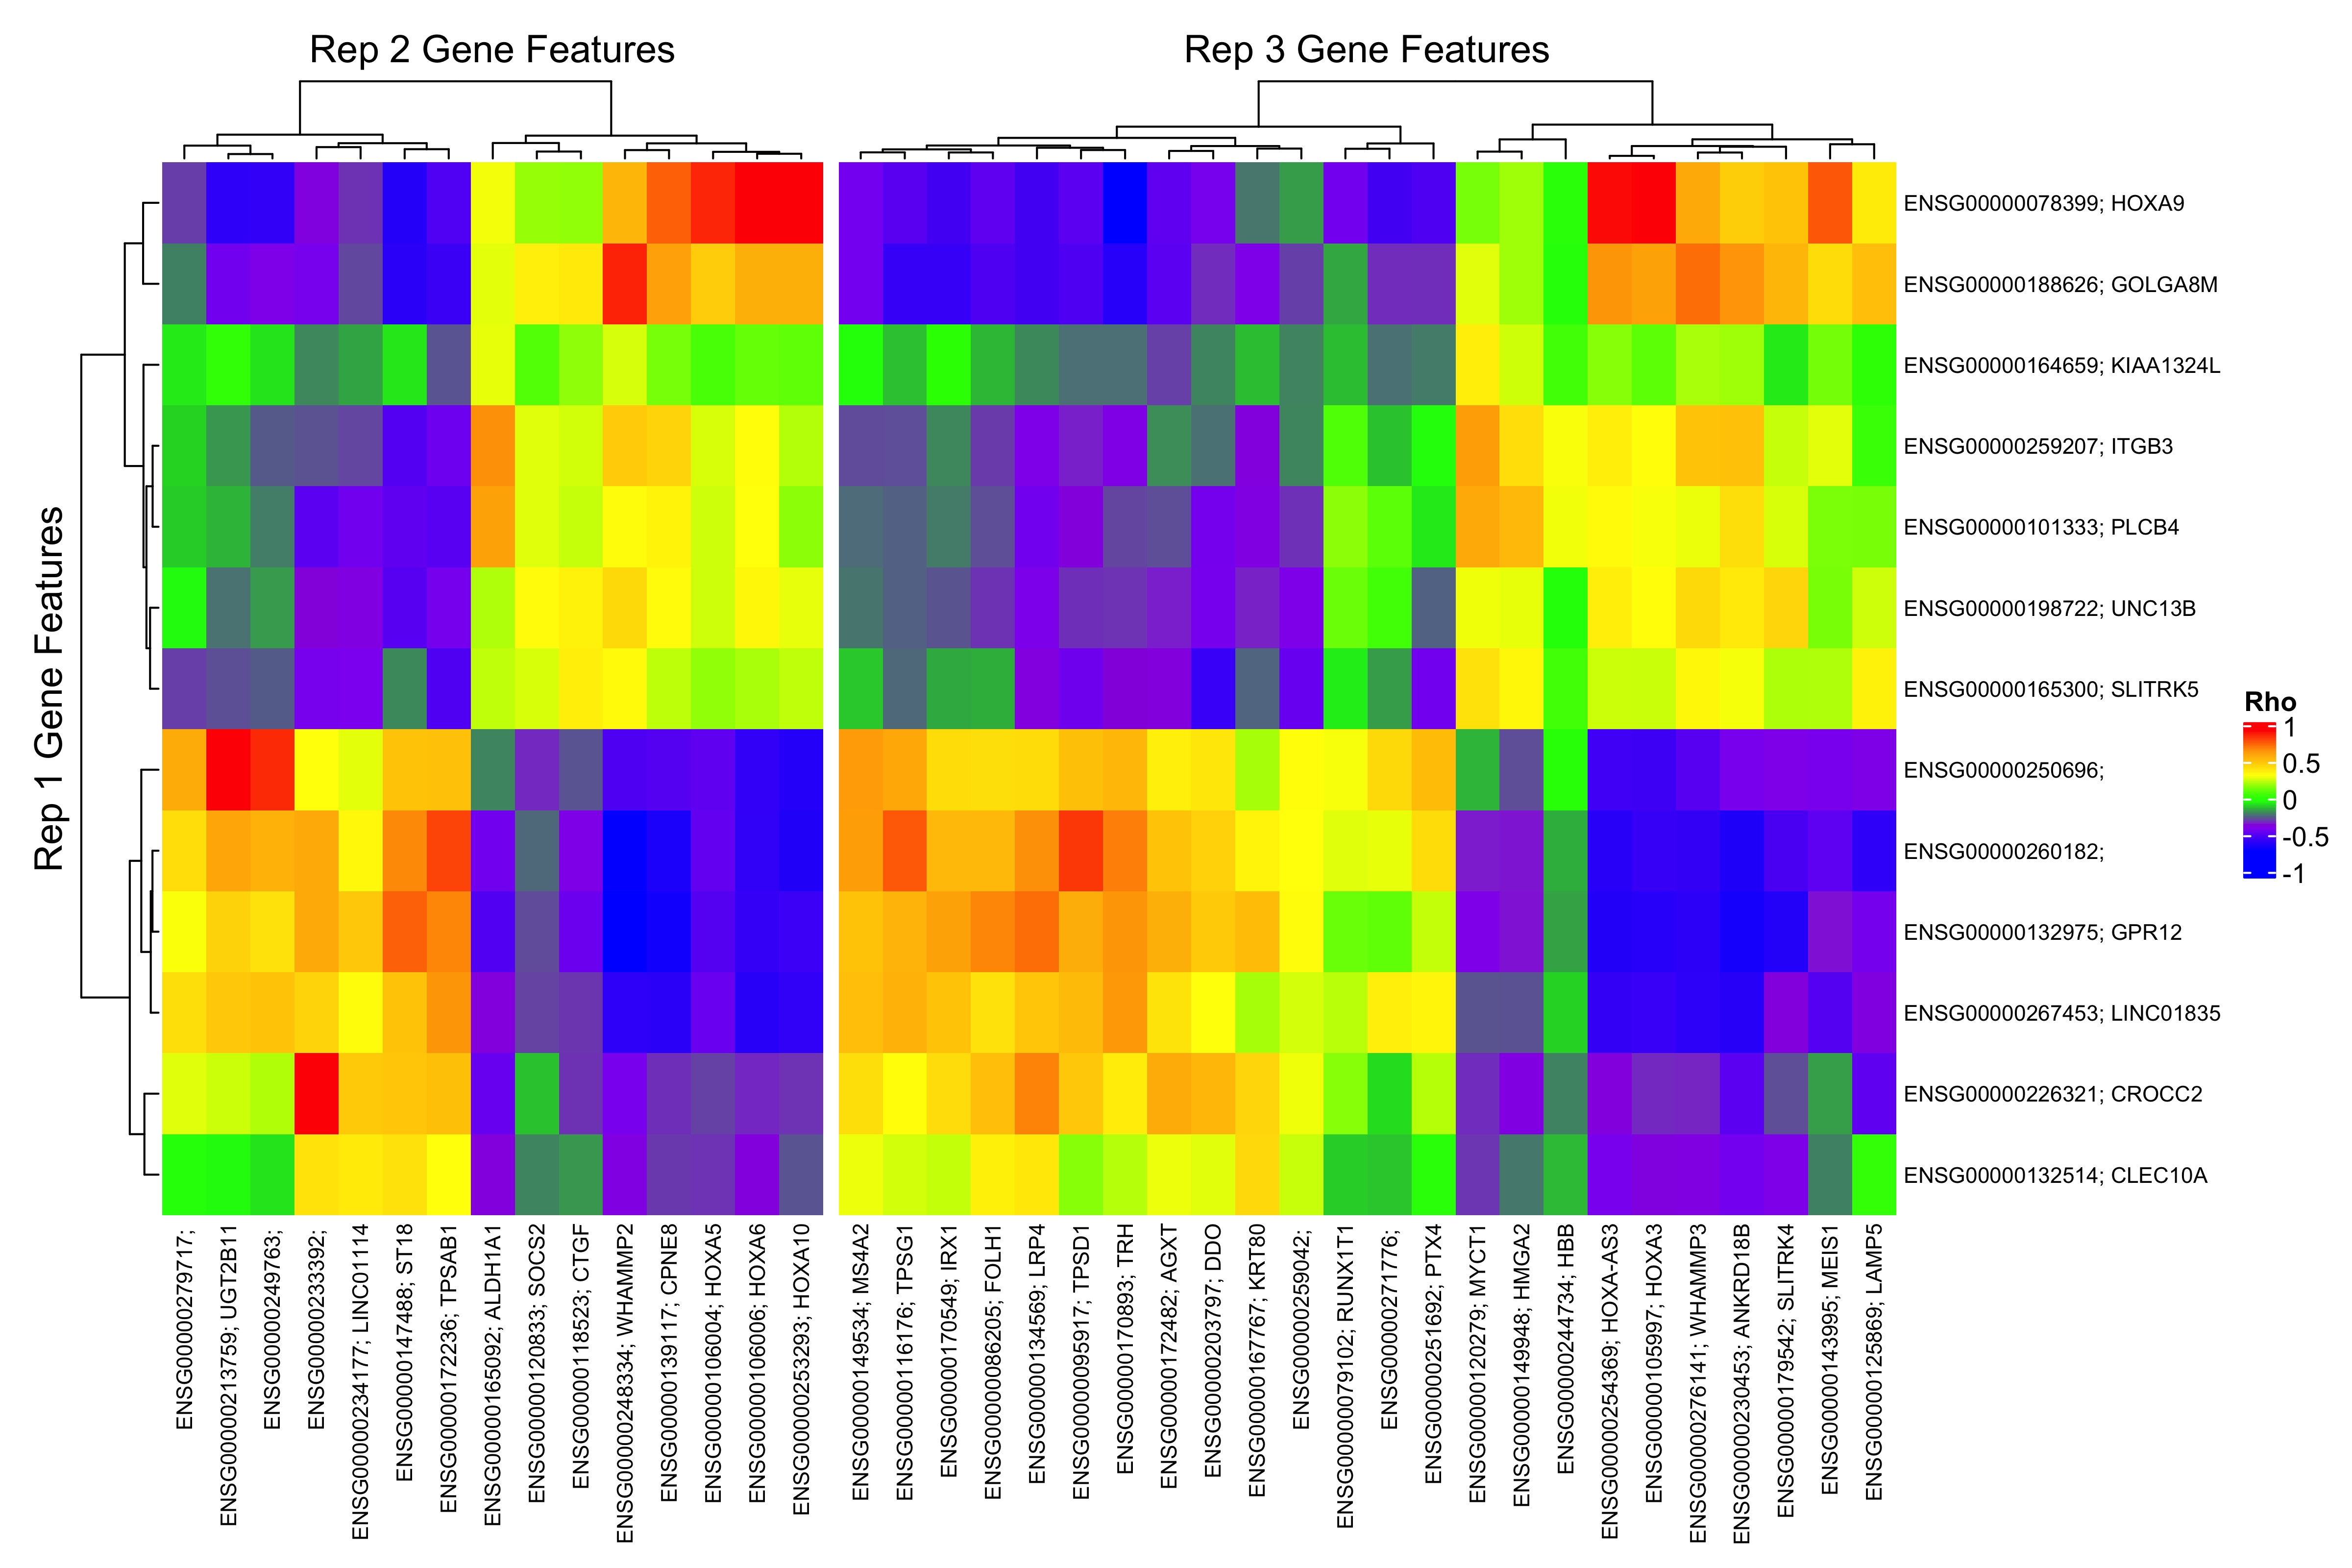 Rep 2 Gene Features
Rep 3 Gene Features
Rep 1 Gene Features
ENSG00000078399; HOXA9
ENSG00000188626; GOLGA8M
ENSG00000164659; KIAA1324L
ENSG00000259207; ITGB3
ENSG00000101333; PLCB4
ENSG00000198722; UNC13B
ENSG00000165300; SLITRK5
ENSG00000250696;
ENSG00000260182;
ENSG00000132975; GPR12
ENSG00000267453; LINC01835
ENSG00000226321; CROCC2
ENSG00000132514; CLEC10A
Rho
1
0.5
0
-0.5
-1
ENSG00000279717;
ENSG00000213759; UGT2B11
ENSG00000249763;
ENSG00000233392;
ENSG00000234177; LINC01114
ENSG00000147488; ST18
ENSG00000172236; TPSAB1
ENSG00000165092; ALDH1A1
ENSG00000120833; SOCS2
ENSG00000118523; CTGF
ENSG00000248334; WHAMMP2
ENSG00000139117; CPNE8
ENSG00000106004; HOXA5
ENSG00000106006; HOXA6
ENSG00000253293; HOXA10
ENSG00000149534; MS4A2
ENSG00000116176; TPSG1
ENSG00000170549; IRX1
ENSG00000086205; FOLH1
ENSG00000134569; LRP4
ENSG00000095917; TPSD1
ENSG00000170893; TRH
ENSG00000172482; AGXT
ENSG00000203797; DDO
ENSG00000167767; KRT80
ENSG00000259042;
ENSG00000079102; RUNX1T1
ENSG00000271776;
ENSG00000251692; PTX4
ENSG00000120279; MYCT1
ENSG00000149948; HMGA2
ENSG00000244734; HBB
ENSG00000254369; HOXA-AS3
ENSG00000105997; HOXA3
ENSG00000276141; WHAMMP3
ENSG00000230453; ANKRD18B
ENSG00000179542; SLITRK4
ENSG00000143995; MEIS1
ENSG00000125869; LAMP5